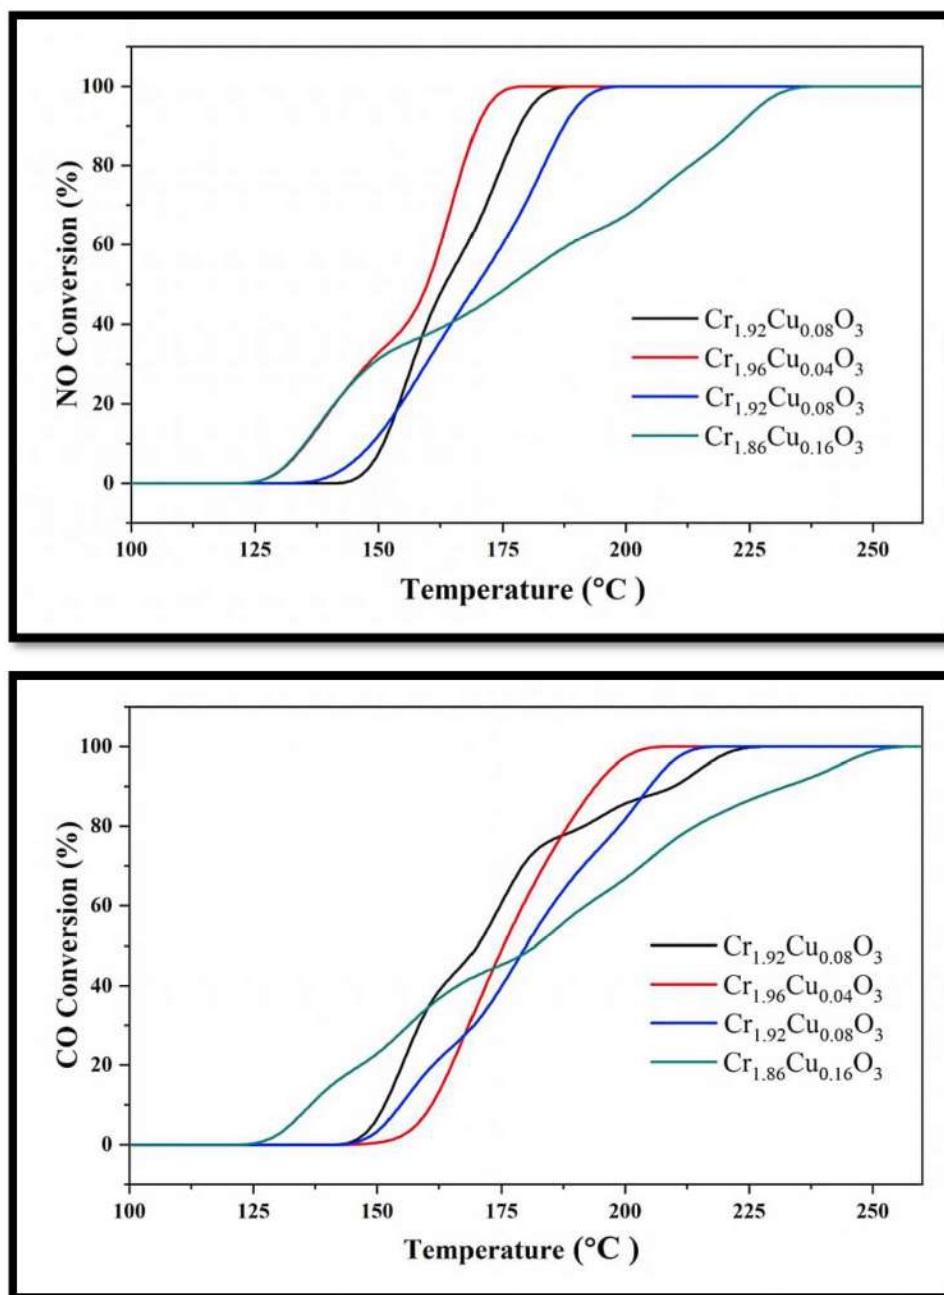 100
80
60
40
20
0
NO Conversion (%)
Cr1.92Cu0.08O3
Cr1.96Cu0.04O3
Cr1.92Cu0.08O3
Cr1.86Cu0.16O3
100 125 150 175 200 225 250
Temperature (°C )
100
80
60
40
20
0
CO Conversion (%)
Cr1.92Cu0.08O3
Cr1.96Cu0.04O3
Cr1.92Cu0.08O3
Cr1.86Cu0.16O3
100 125 150 175 200 225 250
Temperature (°C )